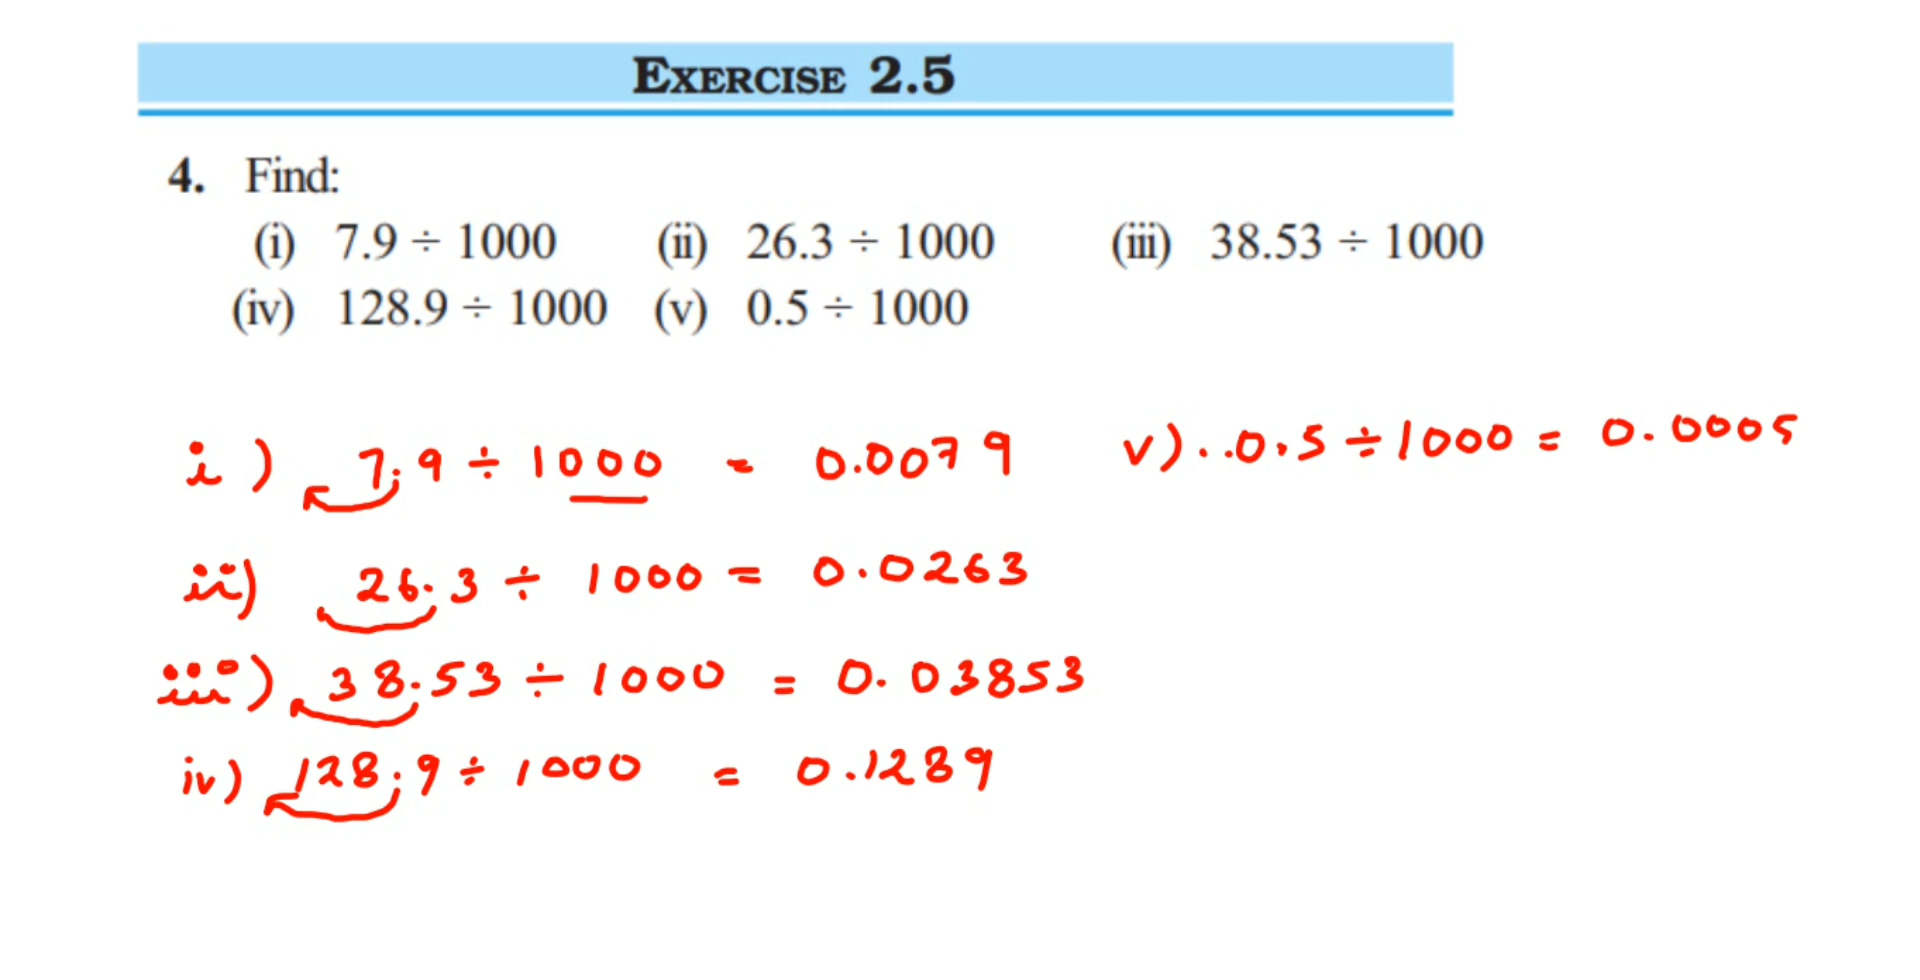 EXERCISE 2.5
4. Find:
(i) 7.9 ÷ 1000 (ii) 26.3 ÷ 1000 (iii) 38.53 ÷ 1000
(iv) 128.9 ÷ 1000 (v) 0.5 ÷ 1000
i) 7.9 ÷ 1000 = 0.0079
v) ..0.5 ÷ 1000 = 0.0005
ii) 26.3 ÷ 1000 = 0.0263
iii) 38.53 ÷ 1000 = 0.03853
iv) 128.9 ÷ 1000 = 0.1289